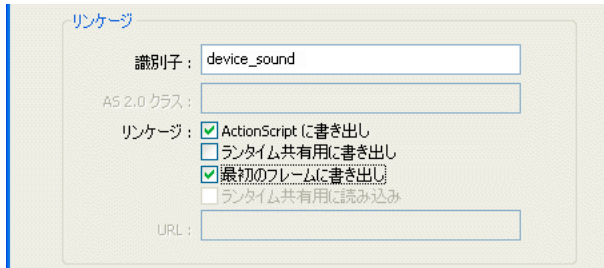 リンケージ
識別子： device_sound
AS 2.0 クラス：
リンケージ： ActionScript に書き出し
ランタイム共有用に書き出し
最初のフレームに書き出し
ランタイム共有用に読み込み
URL：